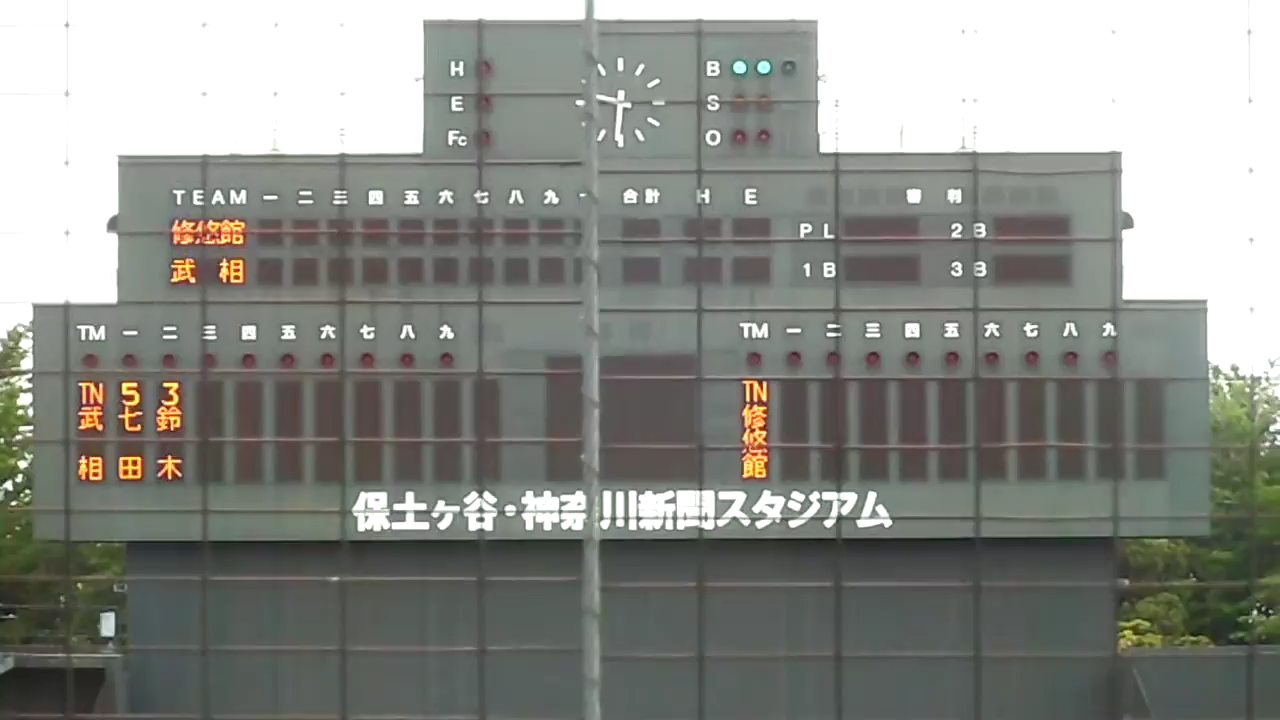 H B
E S
Fc O
TEAM 一 二 三 四 五 六 七 八 九 合計 H E 審判
修悠館 PL 2B
武相 1B 3B
TM 一 二 三 四 五 六 七 八 九 TM 一 二 三 四 五 六 七 八 九
TN 5 3 TN
武相 七田 鈴木 修悠館
保土ヶ谷・神奈川新聞スタジアム